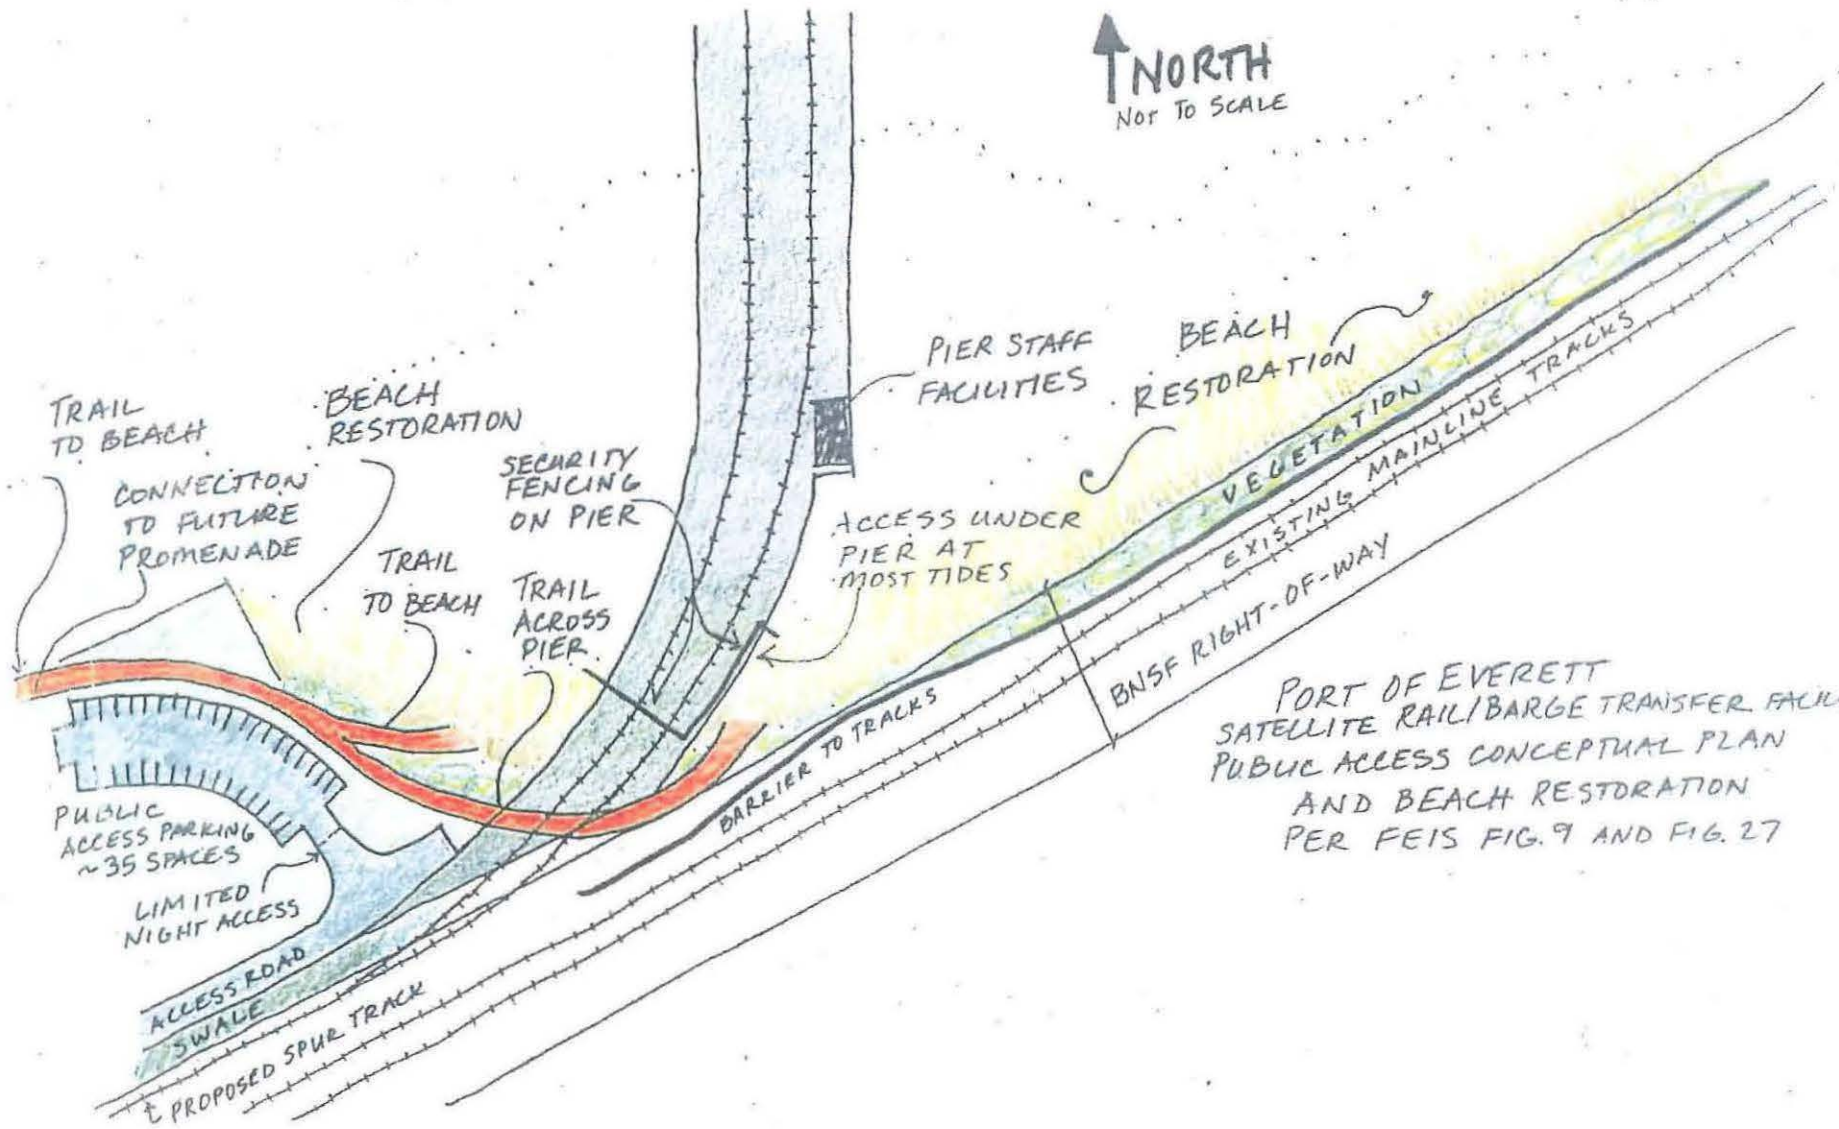 NORTH
NOT TO SCALE
PIER STAFF
FACILITIES
BEACH
RESTORATION
TRAIL
TO BEACH
BEACH
RESTORATION
CONNECTION
TO FUTURE
PROMENADE
SECURITY
FENCING
ON PIER
TRAIL
TO BEACH
TRAIL
ACROSS
PIER
ACCESS UNDER
PIER AT
MOST TIDES
VEGETATION
EXISTING MAINLINE TRACKS
BNSF RIGHT-OF-WAY
BARRIER TO TRACKS
PUBLIC
ACCESS PARKING
~35 SPACES
LIMITED
NIGHT ACCESS
ACCESS ROAD
SWALE
PROPOSED SPUR TRACK
PORT OF EVERETT
SATELLITE RAIL/BARGE TRANSFER FACIL
PUBLIC ACCESS CONCEPTUAL PLAN
AND BEACH RESTORATION
PER FEIS FIG. 9 AND FIG. 27